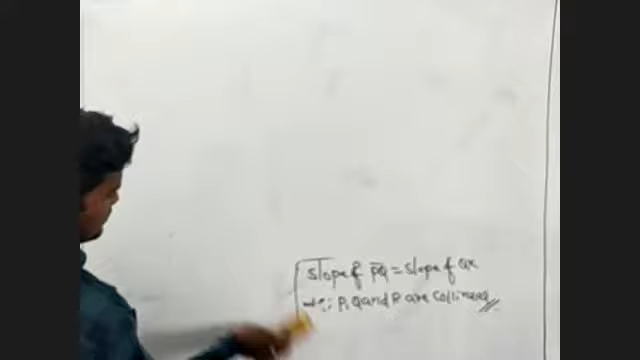 slope of PQ = slope of QR
∴ P, Q and R are collinear